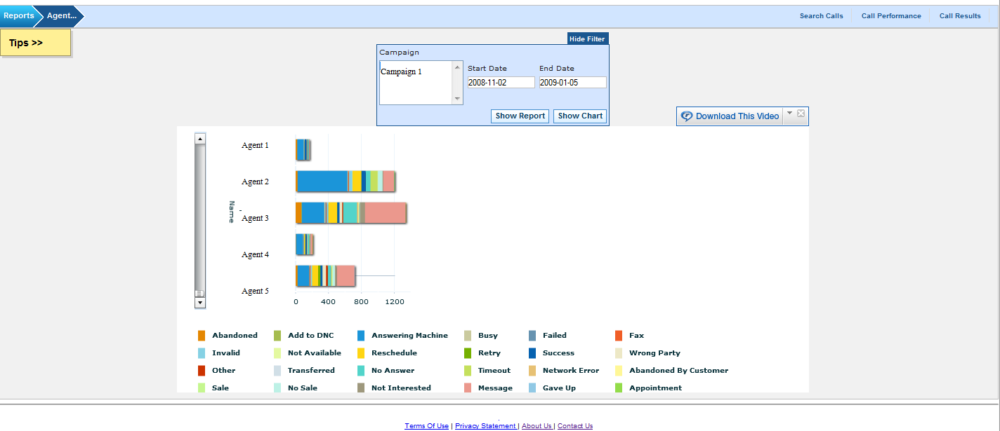 Reports Agent... Search Calls Call Performance Call Results
Tips >>
Hide Filter
Campaign
Campaign 1
Start Date End Date
2008-11-02 2009-01-05
Show Report Show Chart
Download This Video
Name
Agent 1
Agent 2
Agent 3
Agent 4
Agent 5
0 400 800 1200
Abandoned Add to DNC Answering Machine Busy Failed Fax
Invalid Not Available Reschedule Retry Success Wrong Party
Other Transferred No Answer Timeout Network Error Abandoned By Customer
Sale No Sale Not Interested Message Gave Up Appointment
Terms Of Use | Privacy Statement | About Us | Contact Us